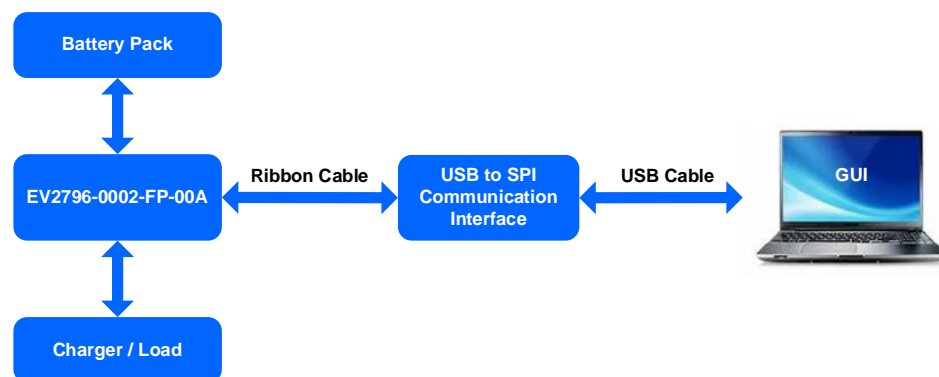 Battery Pack
EV2796-0002-FP-00A
Ribbon Cable
USB to SPI
Communication
Interface
USB Cable
GUI
Charger / Load